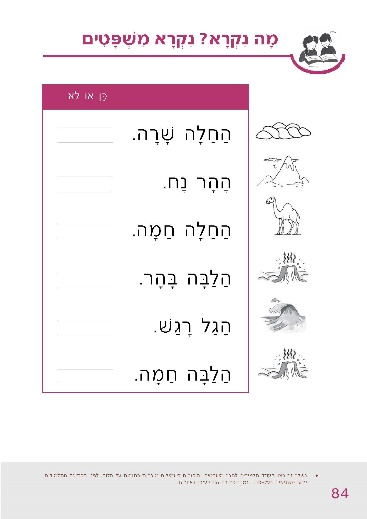 מָה נִקְרָא? נִקְרָא מִשְׁפָּטִים
כֵּן אוֹ לֹא
הַחַלָה שָׁרָה.
הָהָר נָח.
הַחַלָה חַמָה.
הַלַבָּה בָּהָר.
הַגַל רָגַשׁ.
הַלַבָּה חַמָה.
84